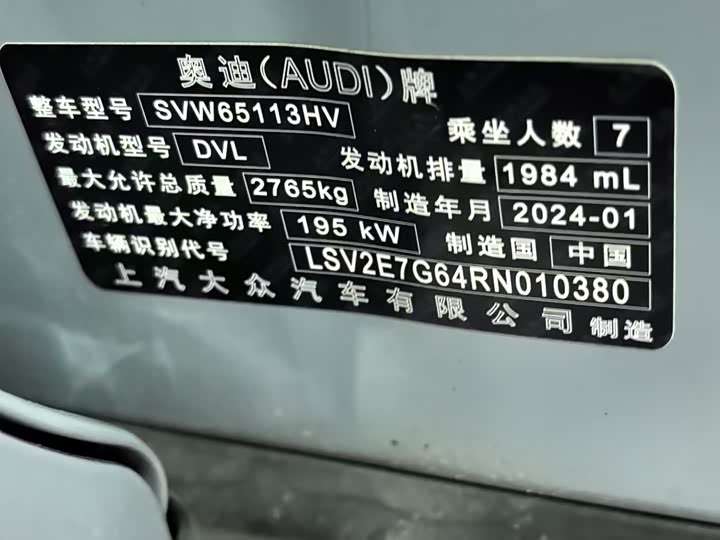 奥迪(AUDI)牌
整车型号 SVW65113HV 乘坐人数 7
发动机型号 DVL 发动机排量 1984 mL
最大允许总质量 2765kg 制造年月 2024-01
发动机最大净功率 195 kW 制造国 中国
车辆识别代号 LSV2E7G64RN010380
上汽大众汽车有限公司 制造